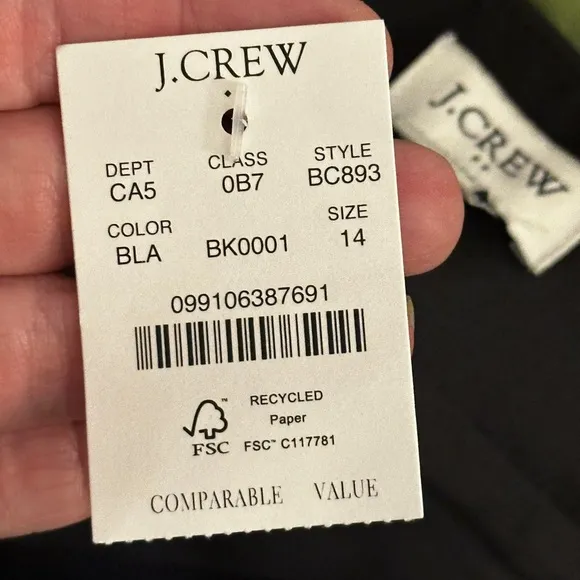 J.CREW
DEPT CLASS STYLE
CA5 0B7 BC893
COLOR SIZE
BLA BK0001 14
099106387691
RECYCLED
Paper
FSC™ C117781
FSC
COMPARABLE VALUE
J.CREW